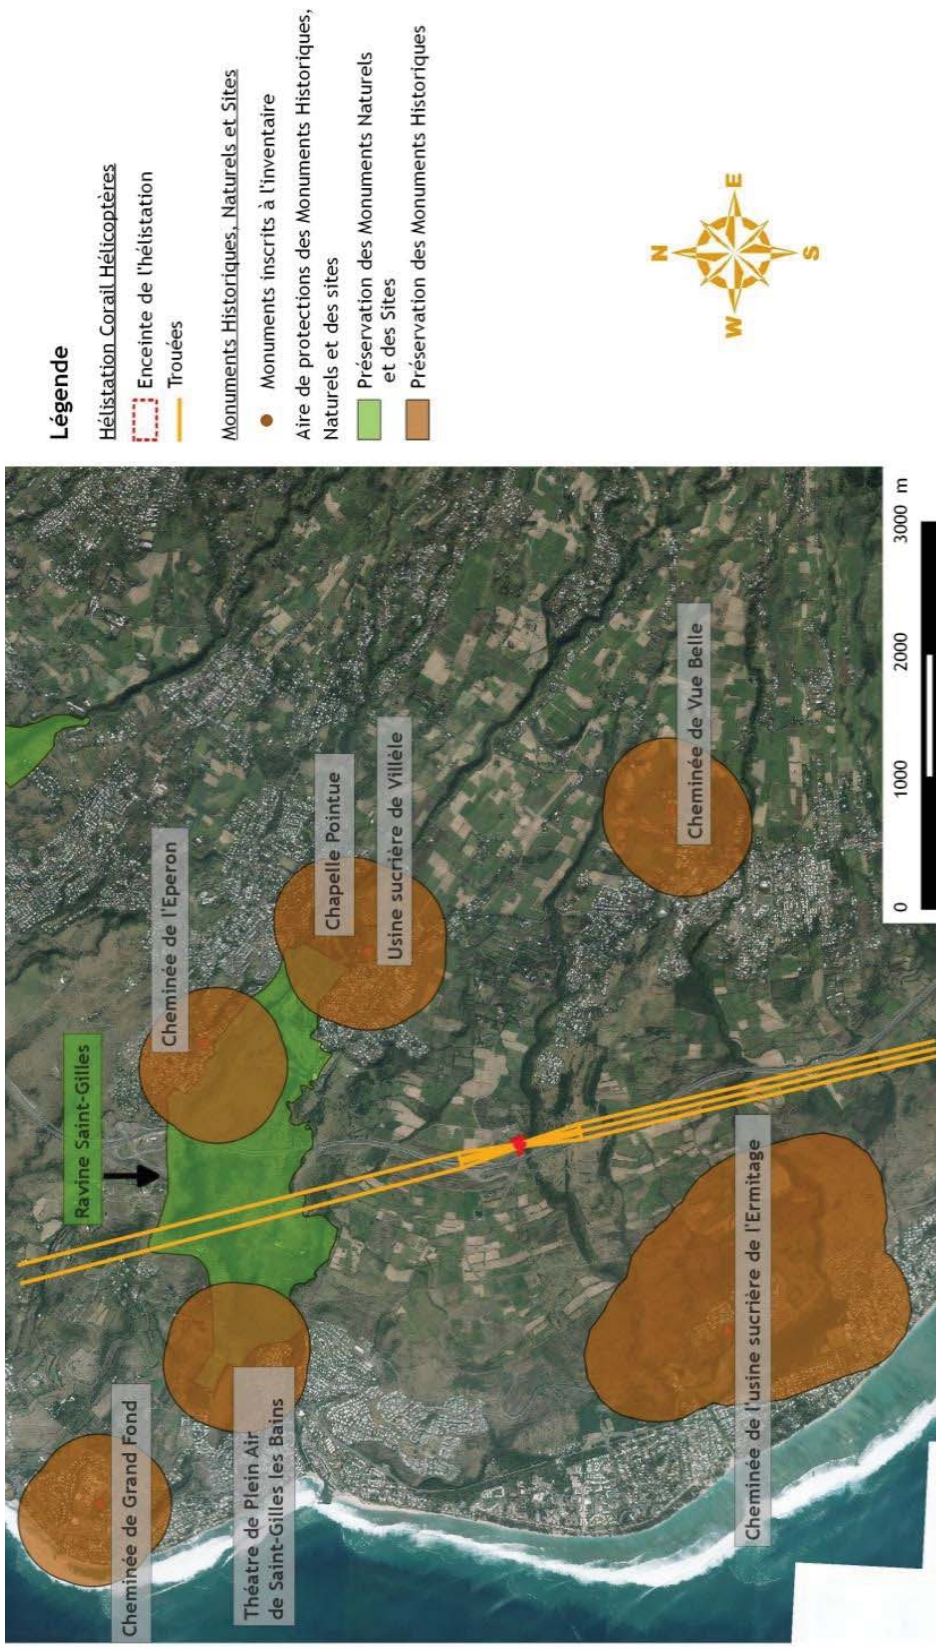 Légende
Hélistation Corail Hélicoptères
Enceinte de l'hélistation
Trouées
Monuments Historiques, Naturels et Sites
Monuments inscrits à l'inventaire
Aire de protections des Monuments Historiques,
Naturels et des sites
Préservation des Monuments Naturels
et des Sites
Préservation des Monuments Historiques
N
W
E
S
Ravine Saint-Gilles
Cheminée de l'Eperon
Chapelle Pointue
Usine sucrière de Villèle
Cheminée de Vue Belle
Cheminée de Grand Fond
Théatre de Plein Air
de Saint-Gilles les Bains
Cheminée de l'usine sucrière de l'Ermitage
0 1000 2000 3000 m